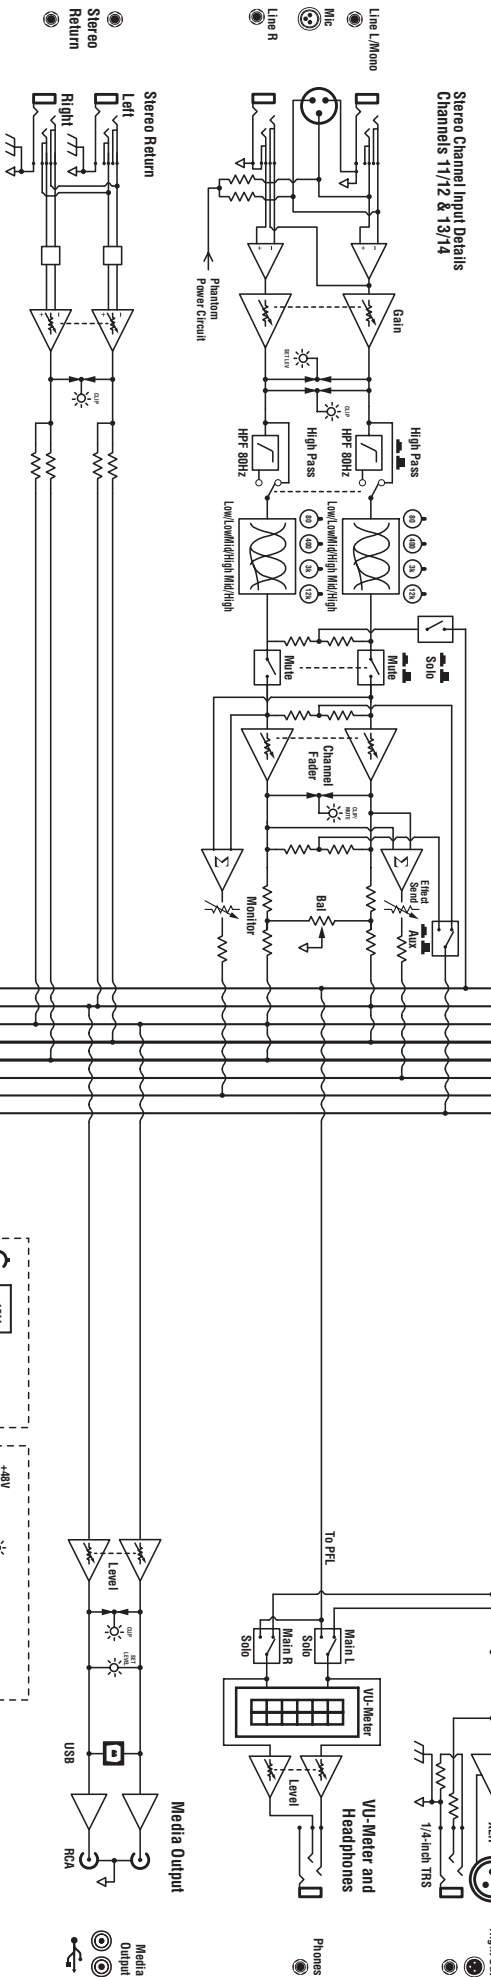 Line R
Mic
Line L/Mono
Stereo Channel Input Details
Channels 11/12 & 13/14
Phantom
Power Circuit
+
–
+
–
Gain
SET LEV
CLIP
High Pass
HPF 80Hz
High Pass
HPF 80Hz
Low/LowMid/High Mid/High
80
400
3k
12k
Low/LowMid/High Mid/High
80
400
3k
12k
Solo
Mute
Mute
Channel
Fader
CLIP/
MUTE
Σ
Monitor
Σ
Effect
Send
Aux
Bal
Stereo
Return
Stereo Return
Left
Right
+
–
+
–
CLIP
To PFL
Main L
Solo
Main R
Solo
VU-Meter
Level
VU-Meter and
Headphones
Phones
1/4-inch TRS
Level
CLIP
SET
LEVEL
USB
RCA
Media Output
Media
Output
+48V